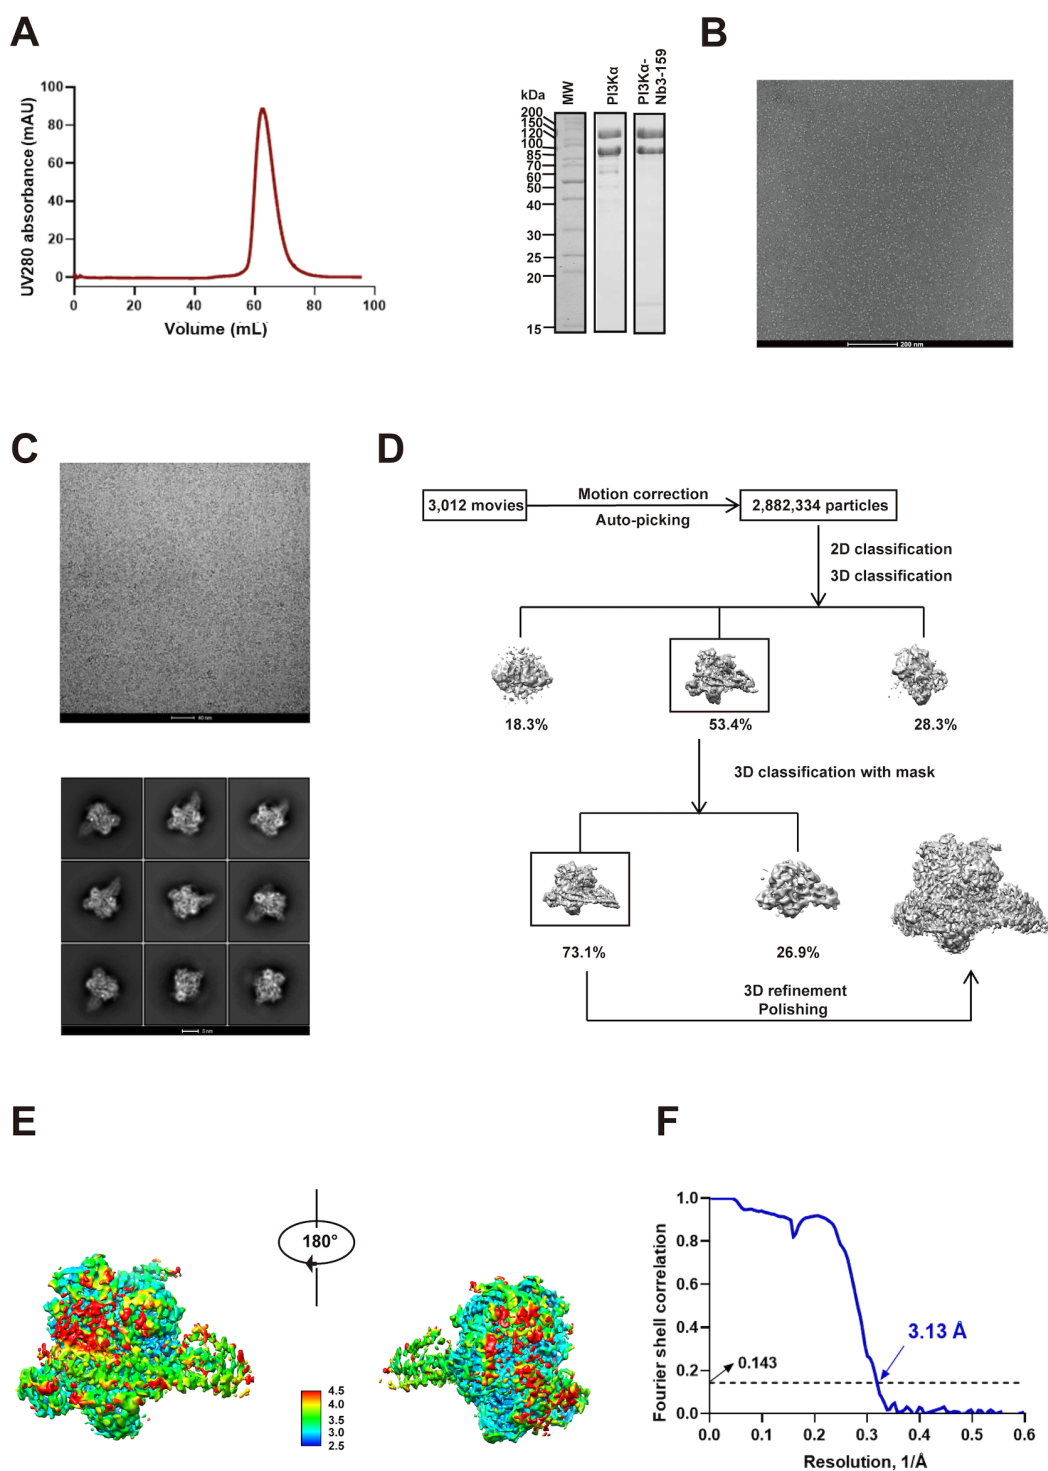 A
100
80
60
40
20
0
UV280 absorbance (mAU)
0
20
40
60
80
100
Volume (mL)
kDa
200
150
120
100
85
70
60
50
40
30
25
20
15
MW
PI3Kα
PI3Kα-
Nb3-159
B
200 nm
C
40 nm
5 nm
D
3,012 movies
Motion correction
Auto-picking
2,882,334 particles
2D classification
3D classification
18.3%
53.4%
28.3%
3D classification with mask
73.1%
26.9%
3D refinement
Polishing
E
180°
4.5
4.0
3.5
3.0
2.5
F
1.0
0.8
0.6
0.4
0.2
0.0
Fourier shell correlation
3.13 Å
0.143
0.0
0.1
0.2
0.3
0.4
0.5
0.6
Resolution, 1/Å